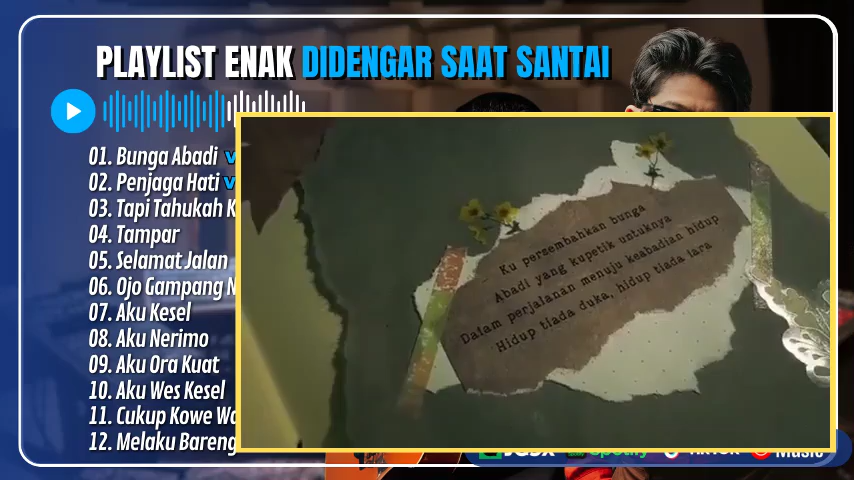 PLAYLIST ENAK DIDENGAR SAAT SANTAI
01. Bunga Abadi
02. Penjaga Hati
03. Tapi Tahukah
04. Tampar
05. Selamat Jalan
06. Ojo Gampang
07. Aku Kesel
08. Aku Nerimo
09. Aku Ora Kuat
10. Aku Wes Kesel
11. Cukup Kowe
12. Melaku Bareng
Ku persembahkan bunga
Abadi yang kupetik untuknya
Dalam perjalanan menuju keabadian hidup
Hidup tiada duka, hidup tiada lara
Music